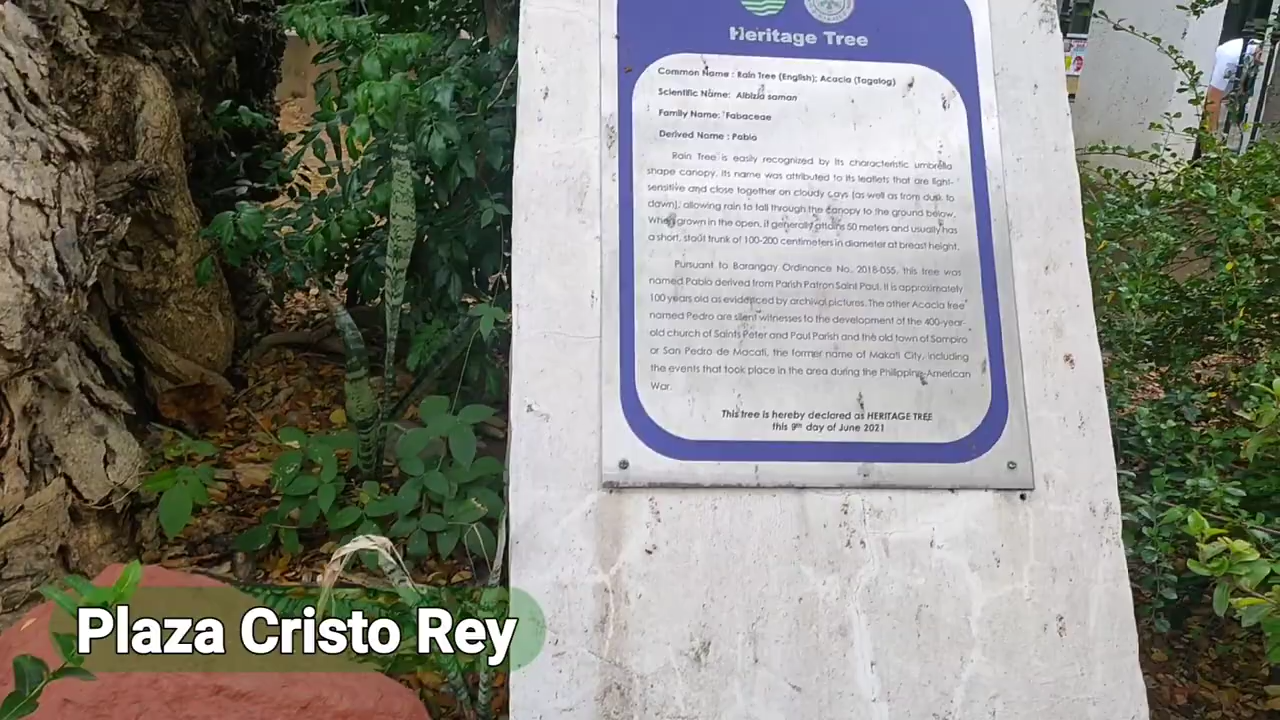 Heritage Tree
Common Name : Rain Tree (English); Acacia (Tagalog)
Scientific Name: Albizia saman
Family Name: Fabaceae
Derived Name : Pablo
Rain Tree is easily recognized by its characteristic umbrella
shape canopy. Its name was attributed to its leaflets that are light-
sensitive and close together on cloudy days (as well as from dusk to
dawn), allowing rain to fall through the canopy to the ground below.
When grown in the open, it generally attains 50 meters and usually has
a short, stout trunk of 100-200 centimeters in diameter at breast height.
Pursuant to Barangay Ordinance No. 2018-055, this tree was
named Pablo derived from Parish Patron Saint Paul. It is approximately
100 years old as evidenced by archival pictures. The other Acacia tree
named Pedro are silent witnesses to the development of the 400-year-
old church of Saints Peter and Paul Parish and the old town of Sampiro
or San Pedro de Macati, the former name of Makati City, including
the events that took place in the area during the Philippine-American
War.
This tree is hereby declared as HERITAGE TREE
this 9th day of June 2021
Plaza Cristo Rey